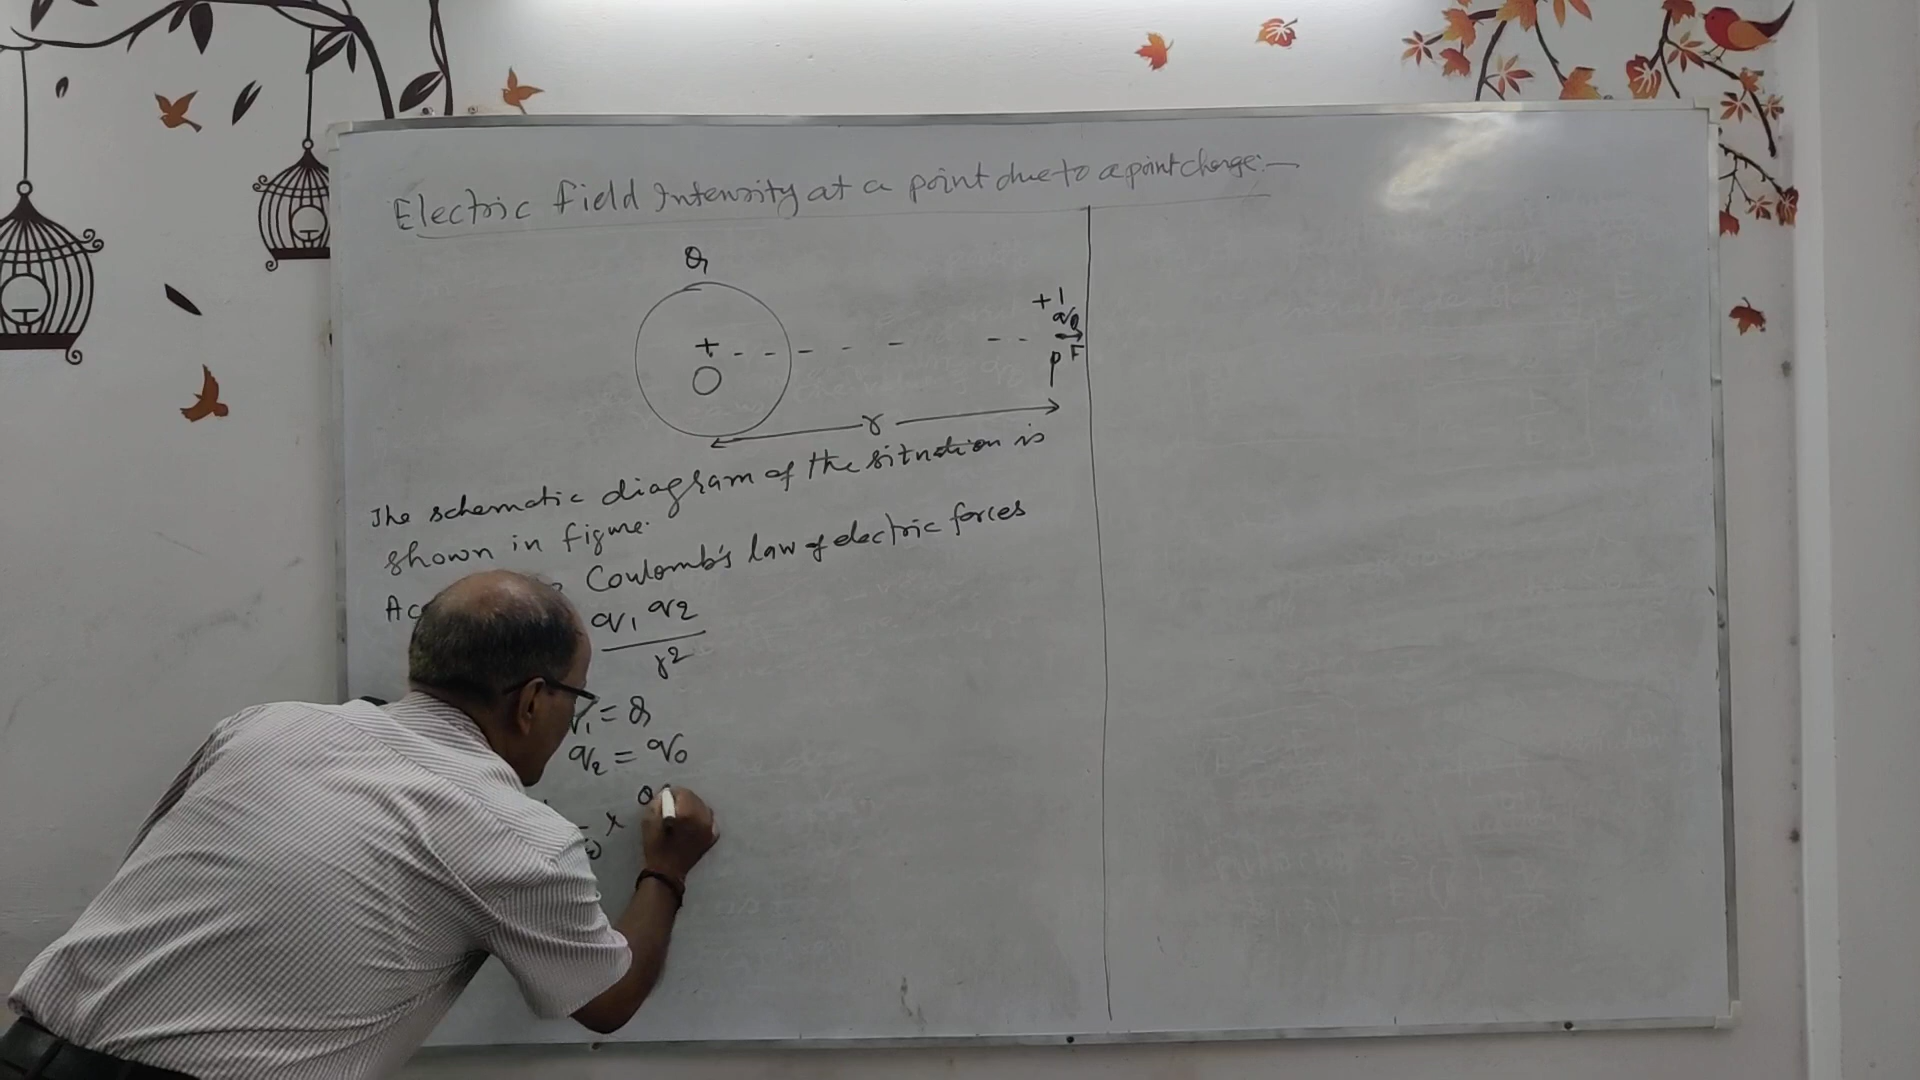 Electric field Intensity at a point due to a point charge:—
Q
+1
q0
+
O
P F
r
The schematic diagram of the situation is
shown in figure.
Coulomb's law of electric forces
q1 q2
r2
1 = Q
q2 = q0
×